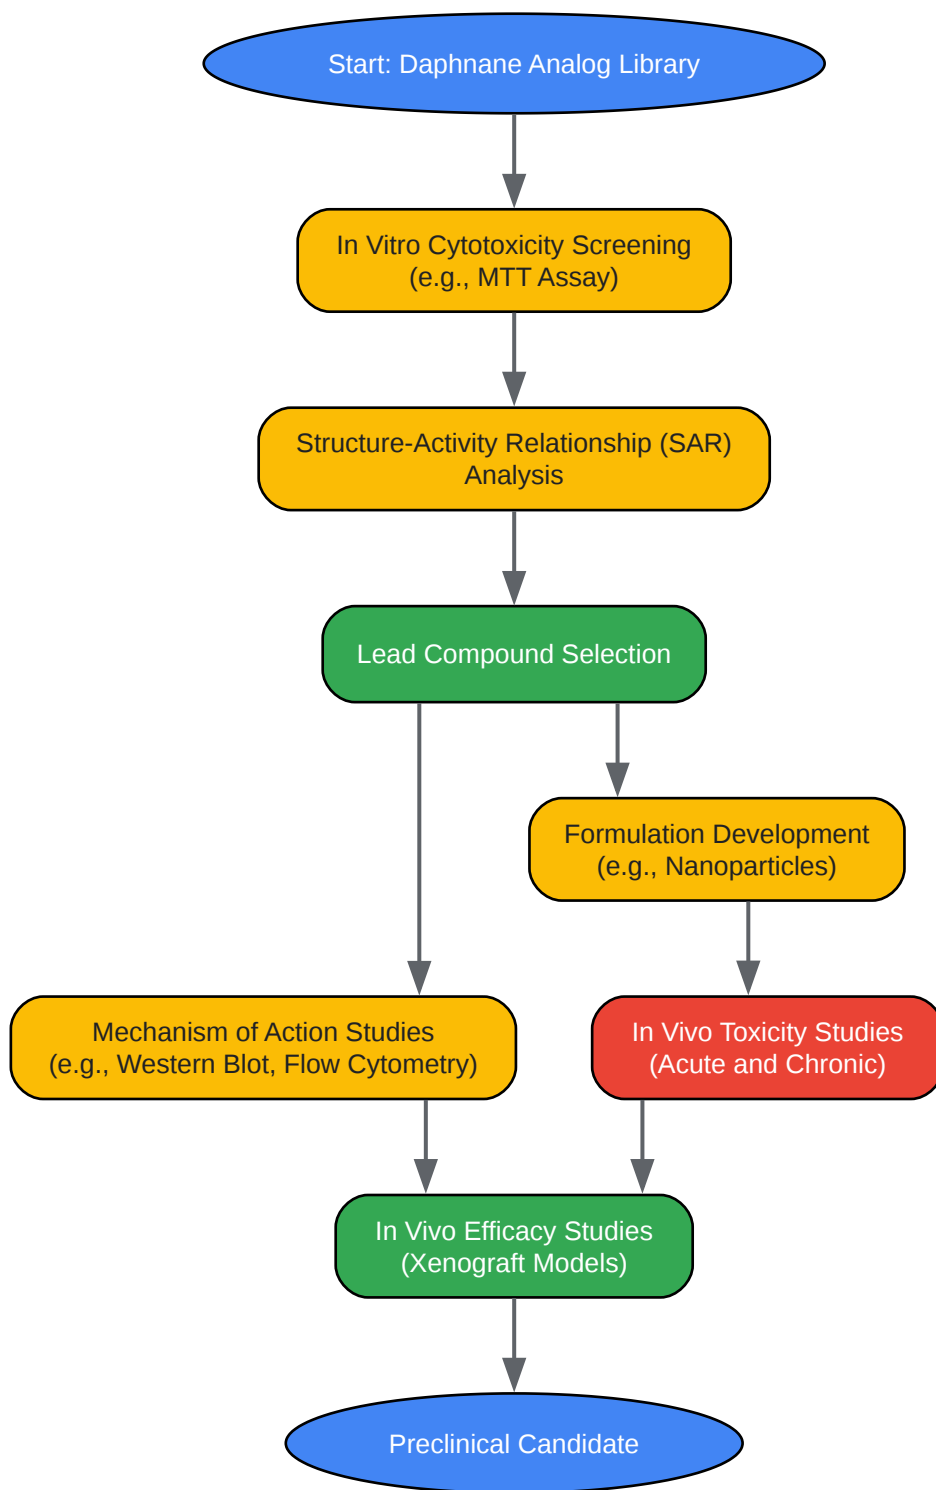 Start: Daphnane Analog Library
In Vitro Cytotoxicity Screening
(e.g., MTT Assay)
Structure-Activity Relationship (SAR)
Analysis
Lead Compound Selection
Formulation Development
(e.g., Nanoparticles)
Mechanism of Action Studies
(e.g., Western Blot, Flow Cytometry)
In Vivo Toxicity Studies
(Acute and Chronic)
In Vivo Efficacy Studies
(Xenograft Models)
Preclinical Candidate